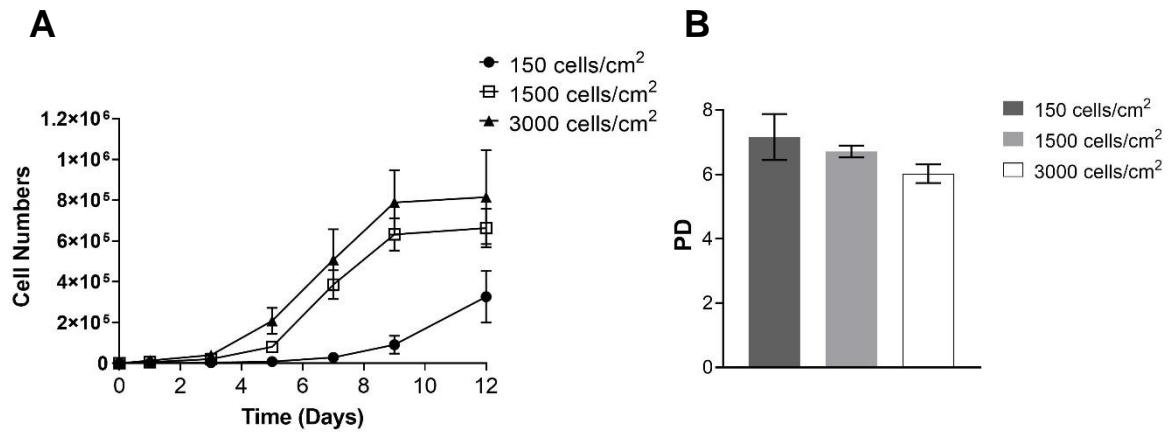 A
150 cells/cm²
1500 cells/cm²
3000 cells/cm²
1.2×10⁶
1×10⁶
8×10⁵
6×10⁵
4×10⁵
2×10⁵
0
Cell Numbers
0 2 4 6 8 10 12
Time (Days)
B
8
6
4
2
0
PD
150 cells/cm²
1500 cells/cm²
3000 cells/cm²